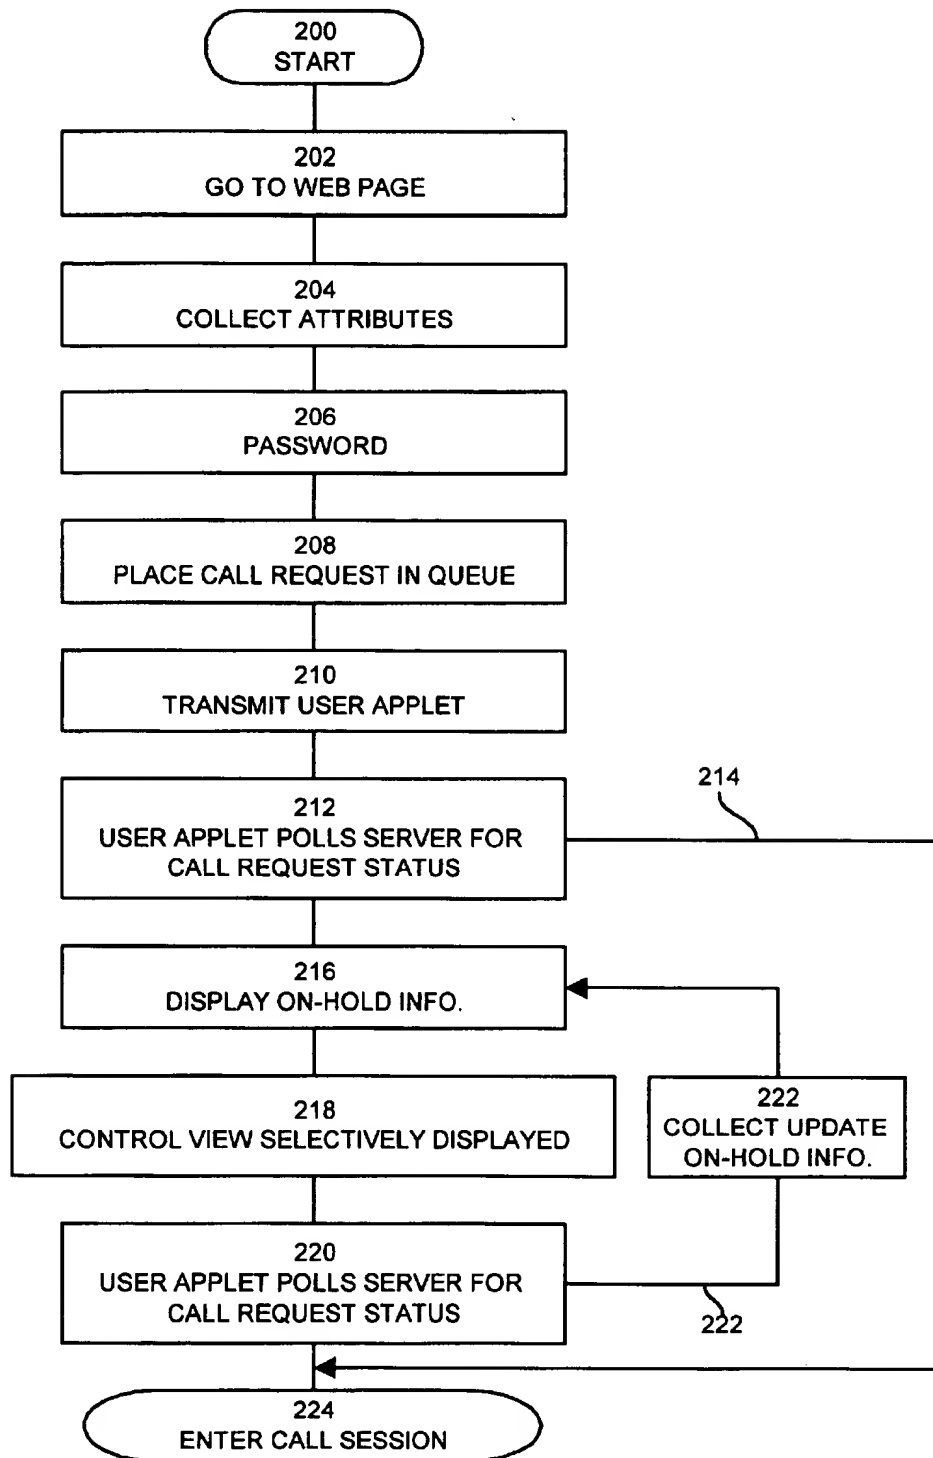 200
START
202
GO TO WEB PAGE
204
COLLECT ATTRIBUTES
206
PASSWORD
208
PLACE CALL REQUEST IN QUEUE
210
TRANSMIT USER APPLET
212
USER APPLET POLLS SERVER FOR
CALL REQUEST STATUS
214
216
DISPLAY ON-HOLD INFO.
218
CONTROL VIEW SELECTIVELY DISPLAYED
222
COLLECT UPDATE
ON-HOLD INFO.
220
USER APPLET POLLS SERVER FOR
CALL REQUEST STATUS
222
224
ENTER CALL SESSION